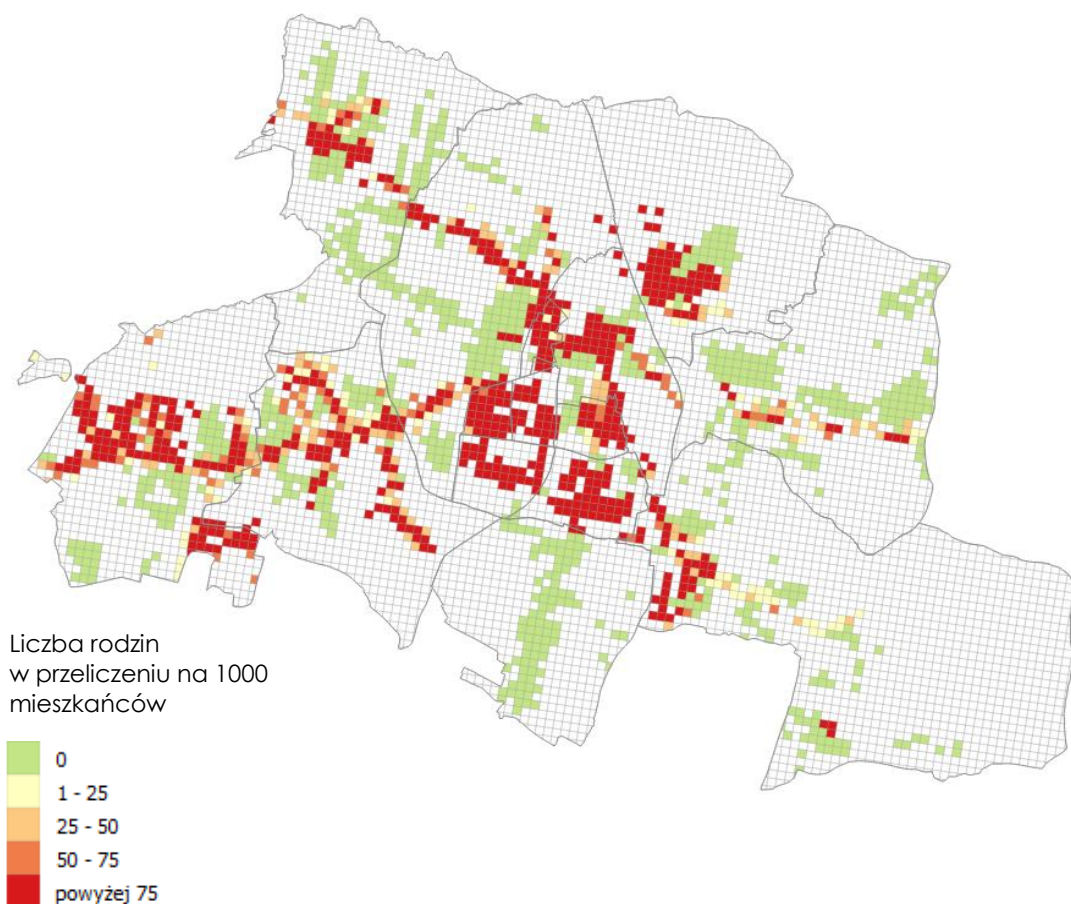 Liczba rodzin
w przeliczeniu na 1000
mieszkańców
0
1 - 25
25 - 50
50 - 75
powyżej 75